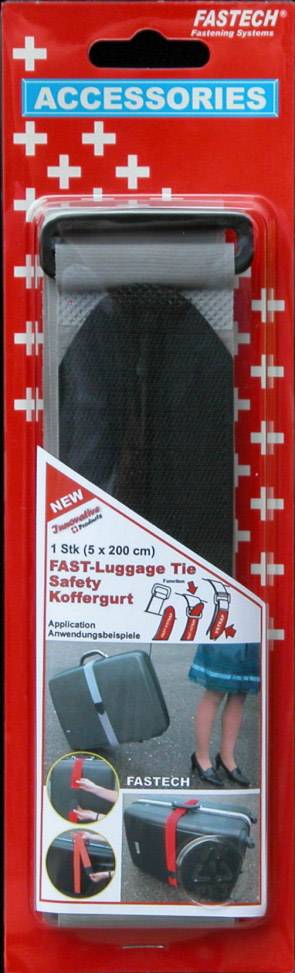 FASTECH®
Fastening Systems
ACCESSORIES
NEW
Innovative
Products
1 Stk (5 x 200 cm)
FAST-Luggage Tie
Safety
Koffergurt
Function
Application
Anwendungsbeispiele
FASTECH